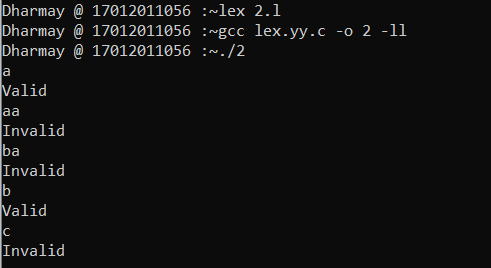 Dharmay @ 17012011056 :~lex 2.l
Dharmay @ 17012011056 :~gcc lex.yy.c -o 2 -ll
Dharmay @ 17012011056 :~./2
a
Valid
aa
Invalid
ba
Invalid
b
Valid
c
Invalid